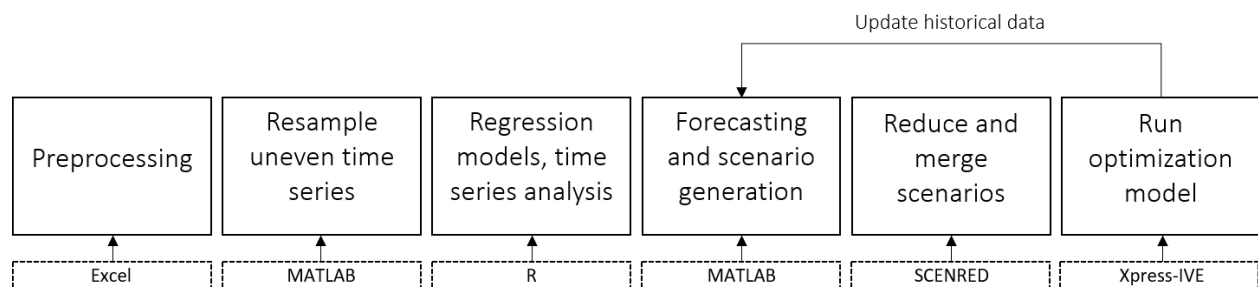 Update historical data
Preprocessing
Resample
uneven time
series
Regression
models, time
series analysis
Forecasting
and scenario
generation
Reduce and
merge
scenarios
Run
optimization
model
Excel
MATLAB
R
MATLAB
SCENRED
Xpress-IVE